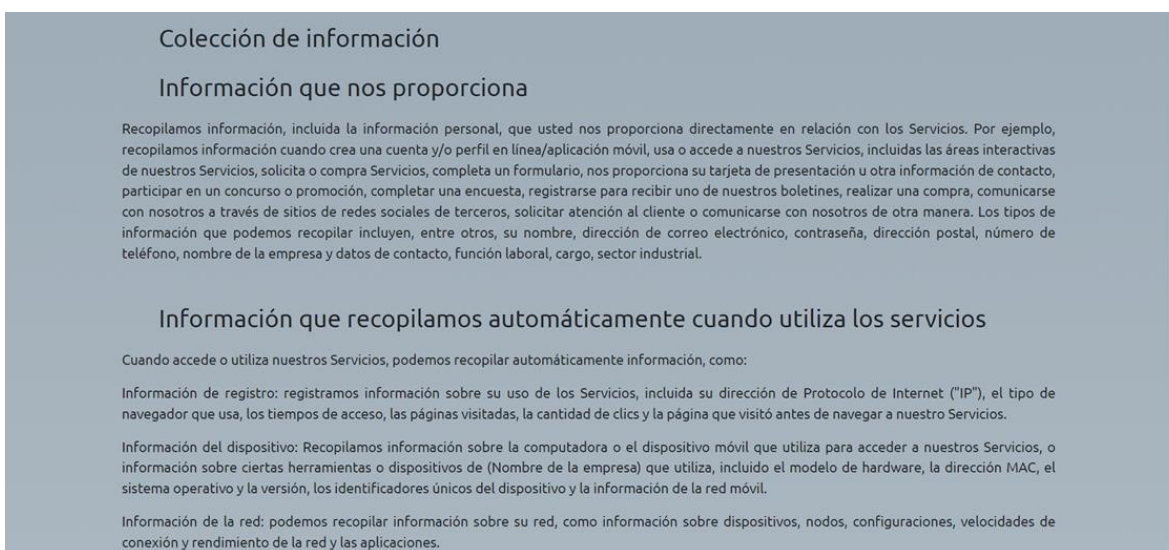 Colección de información
Información que nos proporciona
Recopilamos información, incluida la información personal, que usted nos proporciona directamente en relación con los Servicios. Por ejemplo,
recopilamos información cuando crea una cuenta y/o perfil en línea/aplicación móvil, usa o accede a nuestros Servicios, incluidas las áreas interactivas
de nuestros Servicios, solicita o compra Servicios, completa un formulario, nos proporciona su tarjeta de presentación u otra información de contacto,
participar en un concurso o promoción, completar una encuesta, registrarse para recibir uno de nuestros boletines, realizar una compra, comunicarse
con nosotros a través de sitios de redes sociales de terceros, solicitar atención al cliente o comunicarse con nosotros de otra manera. Los tipos de
información que podemos recopilar incluyen, entre otros, su nombre, dirección de correo electrónico, contraseña, dirección postal, número de
teléfono, nombre de la empresa y datos de contacto, función laboral, cargo, sector industrial.
Información que recopilamos automáticamente cuando utiliza los servicios
Cuando accede o utiliza nuestros Servicios, podemos recopilar automáticamente información, como:
Información de registro: registramos información sobre su uso de los Servicios, incluida su dirección de Protocolo de Internet ("IP"), el tipo de
navegador que usa, los tiempos de acceso, las páginas visitadas, la cantidad de clics y la página que visitó antes de navegar a nuestro Servicios.
Información del dispositivo: Recopilamos información sobre la computadora o el dispositivo móvil que utiliza para acceder a nuestros Servicios, o
información sobre ciertas herramientas o dispositivos de (Nombre de la empresa) que utiliza, incluido el modelo de hardware, la dirección MAC, el
sistema operativo y la versión, los identificadores únicos del dispositivo y la información de la red móvil.
Información de la red: podemos recopilar información sobre su red, como información sobre dispositivos, nodos, configuraciones, velocidades de
conexión y rendimiento de la red y las aplicaciones.